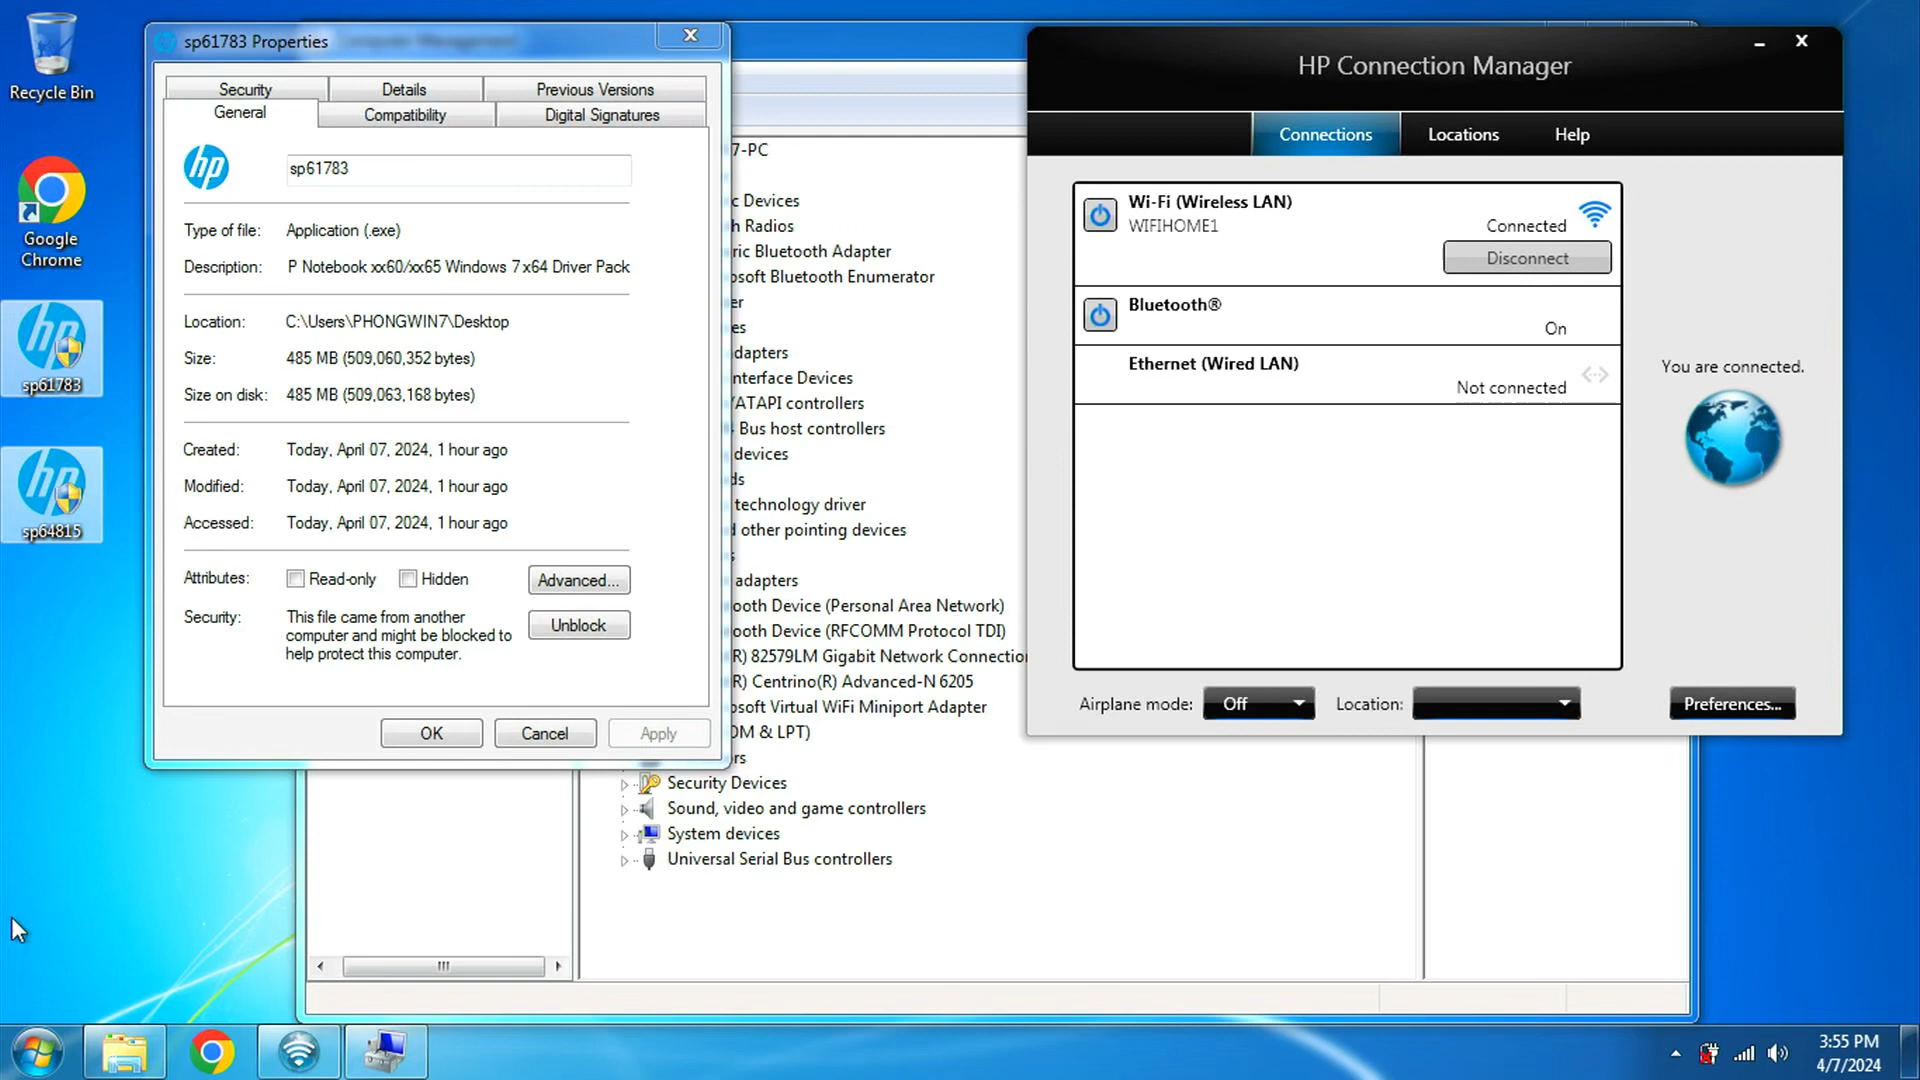 Recycle Bin
Google
Chrome
hp
sp61783
hp
sp64815
sp61783 Properties
Security
Details
Previous Versions
General
Compatibility
Digital Signatures
hp
sp61783
Type of file:
Application (.exe)
Description:
P Notebook xx60/xx65 Windows 7 x64 Driver Pack
Location:
C:\Users\PHONGWIN7\Desktop
Size:
485 MB (509,060,352 bytes)
Size on disk:
485 MB (509,063,168 bytes)
Created:
Today, April 07, 2024, 1 hour ago
Modified:
Today, April 07, 2024, 1 hour ago
Accessed:
Today, April 07, 2024, 1 hour ago
Attributes:
Read-only
Hidden
Advanced...
Security:
This file came from another
computer and might be blocked to
help protect this computer.
Unblock
OK
Cancel
Apply
7-PC
c Devices
h Radios
ric Bluetooth Adapter
osoft Bluetooth Enumerator
er
es
dapters
nterface Devices
/ATAPI controllers
Bus host controllers
devices
ds
technology driver
d other pointing devices
s
adapters
ooth Device (Personal Area Network)
ooth Device (RFCOMM Protocol TDI)
R) 82579LM Gigabit Network Connection
R) Centrino(R) Advanced-N 6205
osoft Virtual WiFi Miniport Adapter
OM & LPT)
rs
Security Devices
Sound, video and game controllers
System devices
Universal Serial Bus controllers
HP Connection Manager
Connections
Locations
Help
Wi-Fi (Wireless LAN)
WIFIHOME1
Connected
Disconnect
Bluetooth®
On
Ethernet (Wired LAN)
Not connected
You are connected.
Airplane mode:
Off
Location:
Preferences...
3:55 PM
4/7/2024